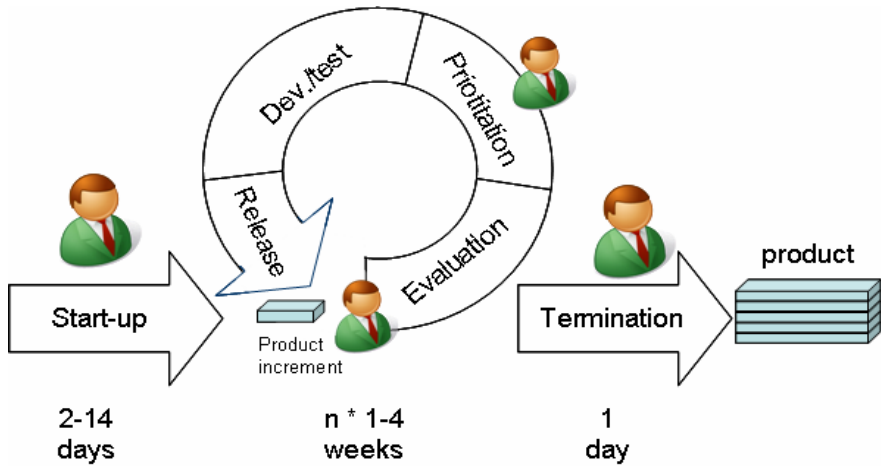 Dev./test
Priotitation
Release
Evaluation
Start-up
Product
increment
Termination
product
2-14
days
n * 1-4
weeks
1
day